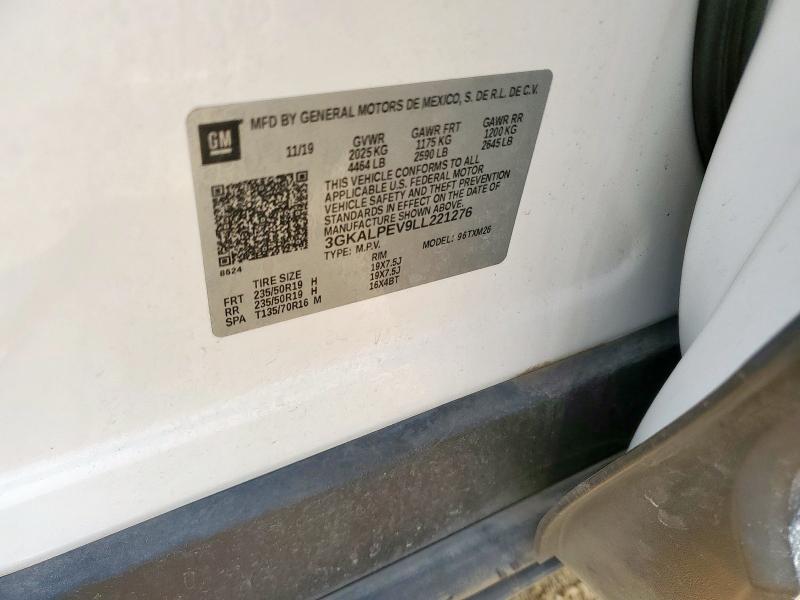 GM
MFD BY GENERAL MOTORS DE MEXICO, S. DE R.L. DE C.V.
11/19 GVWR GAWR FRT GAWR RR
2025 KG 1175 KG 1200 KG
4464 LB 2590 LB 2645 LB
THIS VEHICLE CONFORMS TO ALL
APPLICABLE U.S. FEDERAL MOTOR
VEHICLE SAFETY AND THEFT PREVENTION
STANDARDS IN EFFECT ON THE DATE OF
MANUFACTURE SHOWN ABOVE.
3GKALPEV9LL221276
TYPE: M.P.V. MODEL: 96TXM26
8624
TIRE SIZE RIM
FRT 235/50R19 H 19X7.5J
RR 235/50R19 H 19X7.5J
SPA T135/70R16 M 16X4BT